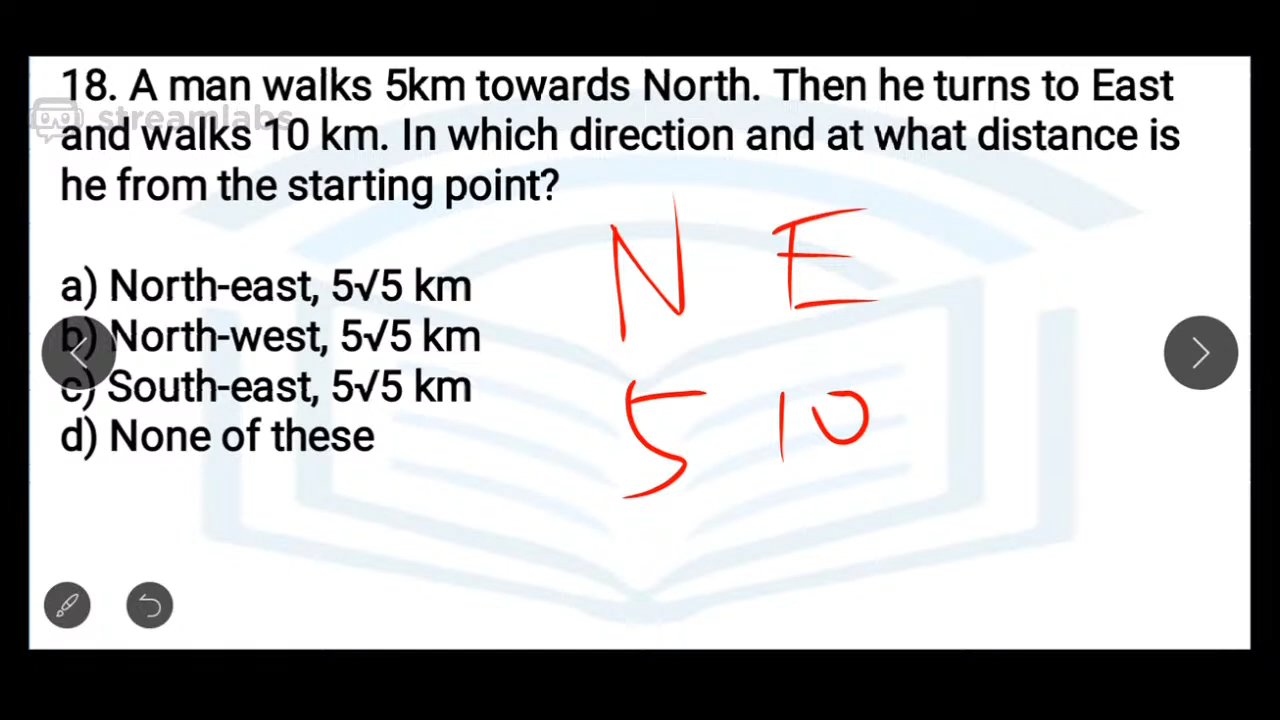 18. A man walks 5km towards North. Then he turns to East
streamlabs
and walks 10 km. In which direction and at what distance is
he from the starting point?
N E
a) North-east, 5√5 km
b) North-west, 5√5 km
c) South-east, 5√5 km
5 10
d) None of these